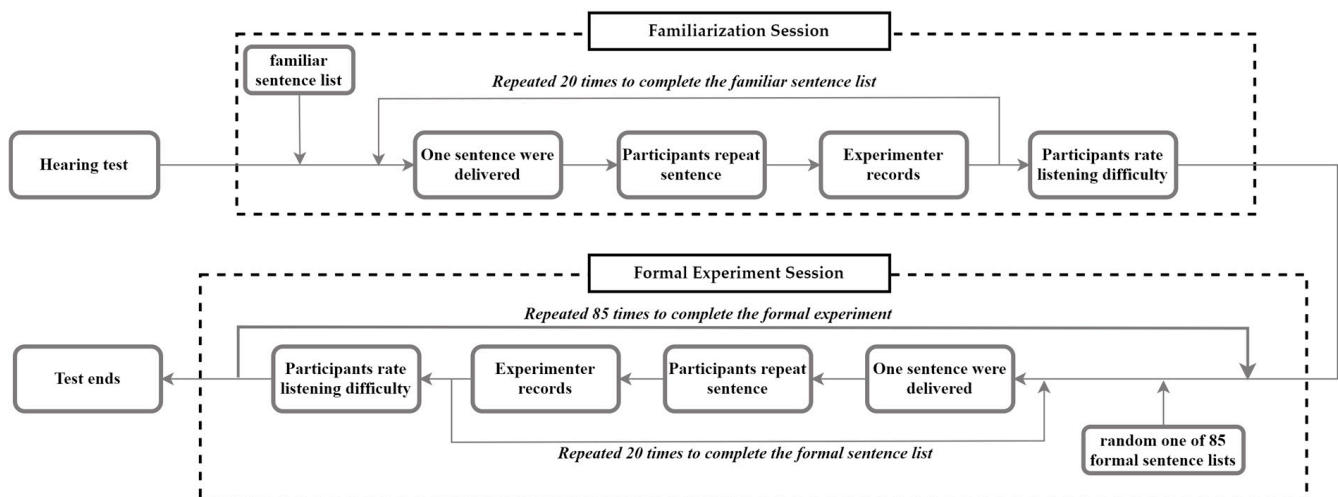 Familiarization Session
familiar
sentence list
Repeated 20 times to complete the familiar sentence list
Hearing test
One sentence were
delivered
Participants repeat
sentence
Experimenter
records
Participants rate
listening difficulty
Formal Experiment Session
Repeated 85 times to complete the formal experiment
Test ends
Participants rate
listening difficulty
Experimenter
records
Participants repeat
sentence
One sentence were
delivered
Repeated 20 times to complete the formal sentence list
random one of 85
formal sentence lists